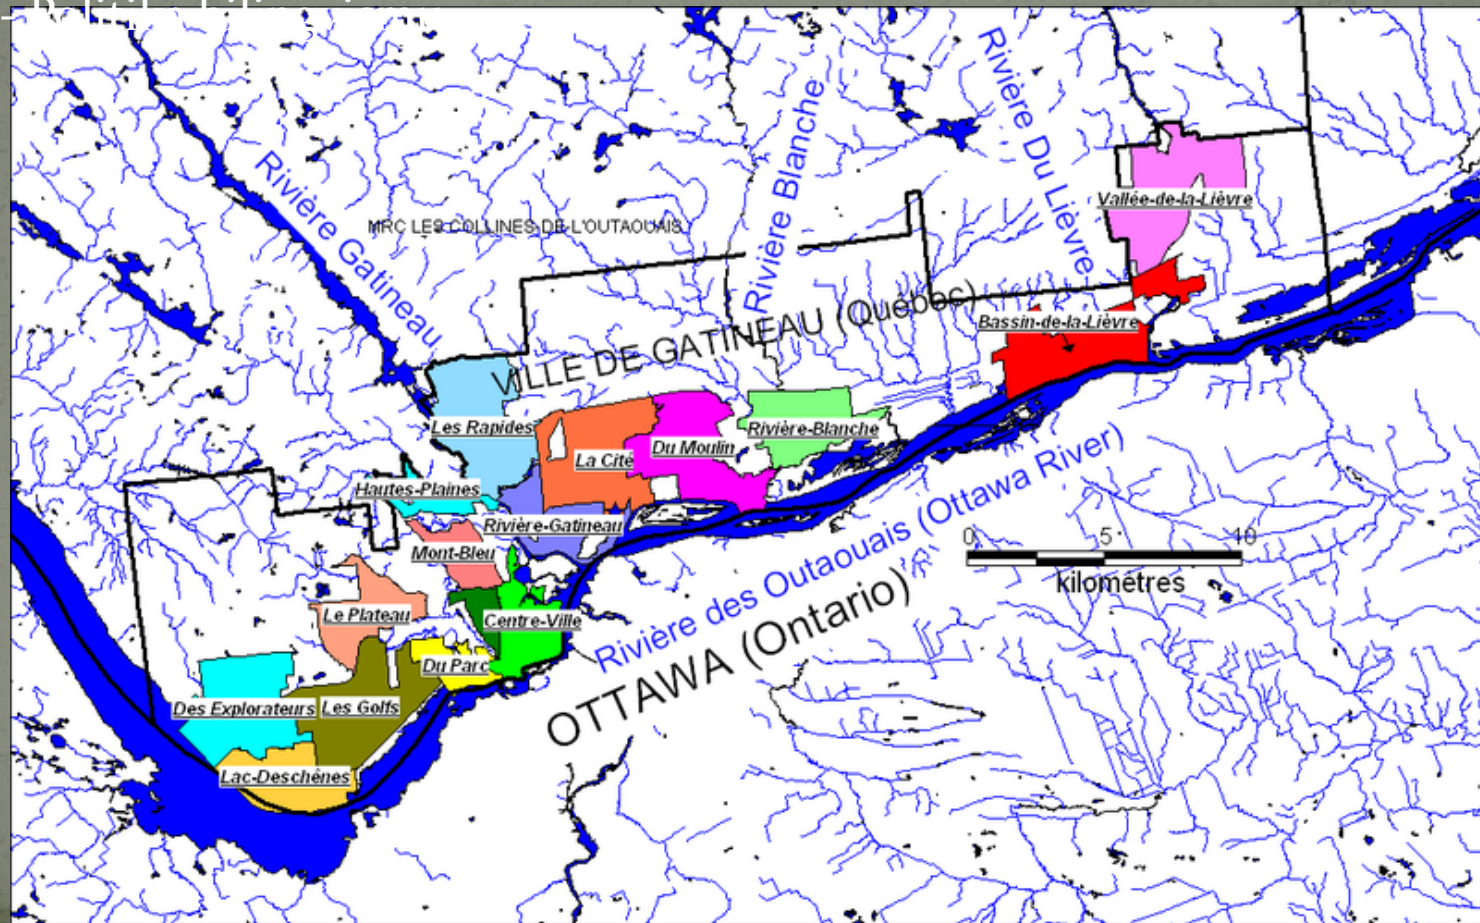 Rivière Gatineau
MRC LES COLLINES-DE-L'OUTAOUAIS
Rivière Blanche
Rivière Du Lièvre
Vallée-de-la-Lièvre
VILLE DE GATINEAU (Québec)
Bassin-de-la-Lièvre
Les Rapides
La Cité
Du Moulin
Rivière-Blanche
Hautes-Plaines
Rivière-Gatineau
Mont-Bleu
Le Plateau
Centre-Ville
Du Parc
Des Explorateurs
Les Golfs
Lac-Deschênes
Rivière des Outaouais (Ottawa River)
OTTAWA (Ontario)
0 5 10
kilométres